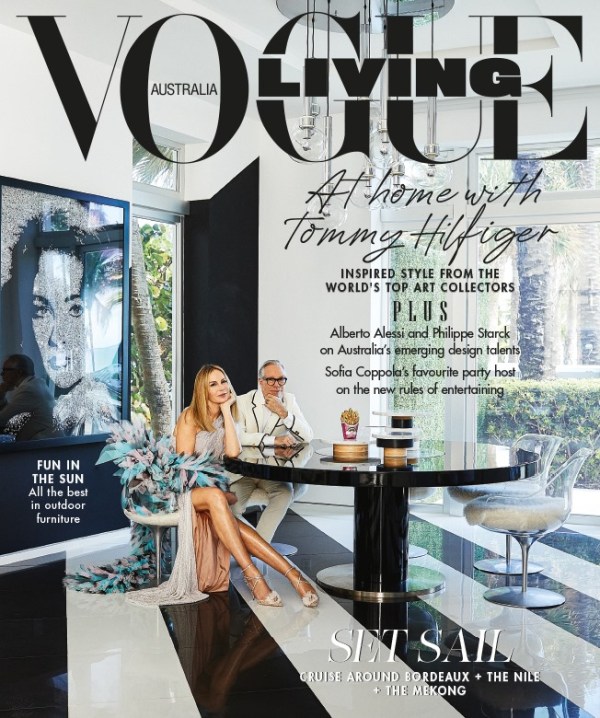 VOGUE
AUSTRALIA
LIVING
At home with
Tommy Hilfiger
INSPIRED STYLE FROM THE
WORLD'S TOP ART COLLECTORS
PLUS
Alberto Alessi and Philippe Starck
on Australia's emerging design talents
Sofia Coppola's favourite party host
on the new rules of entertaining
FUN IN
THE SUN
All the best
in outdoor
furniture
SET SAIL
CRUISE AROUND BORDEAUX + THE NILE
+ THE MEKONG